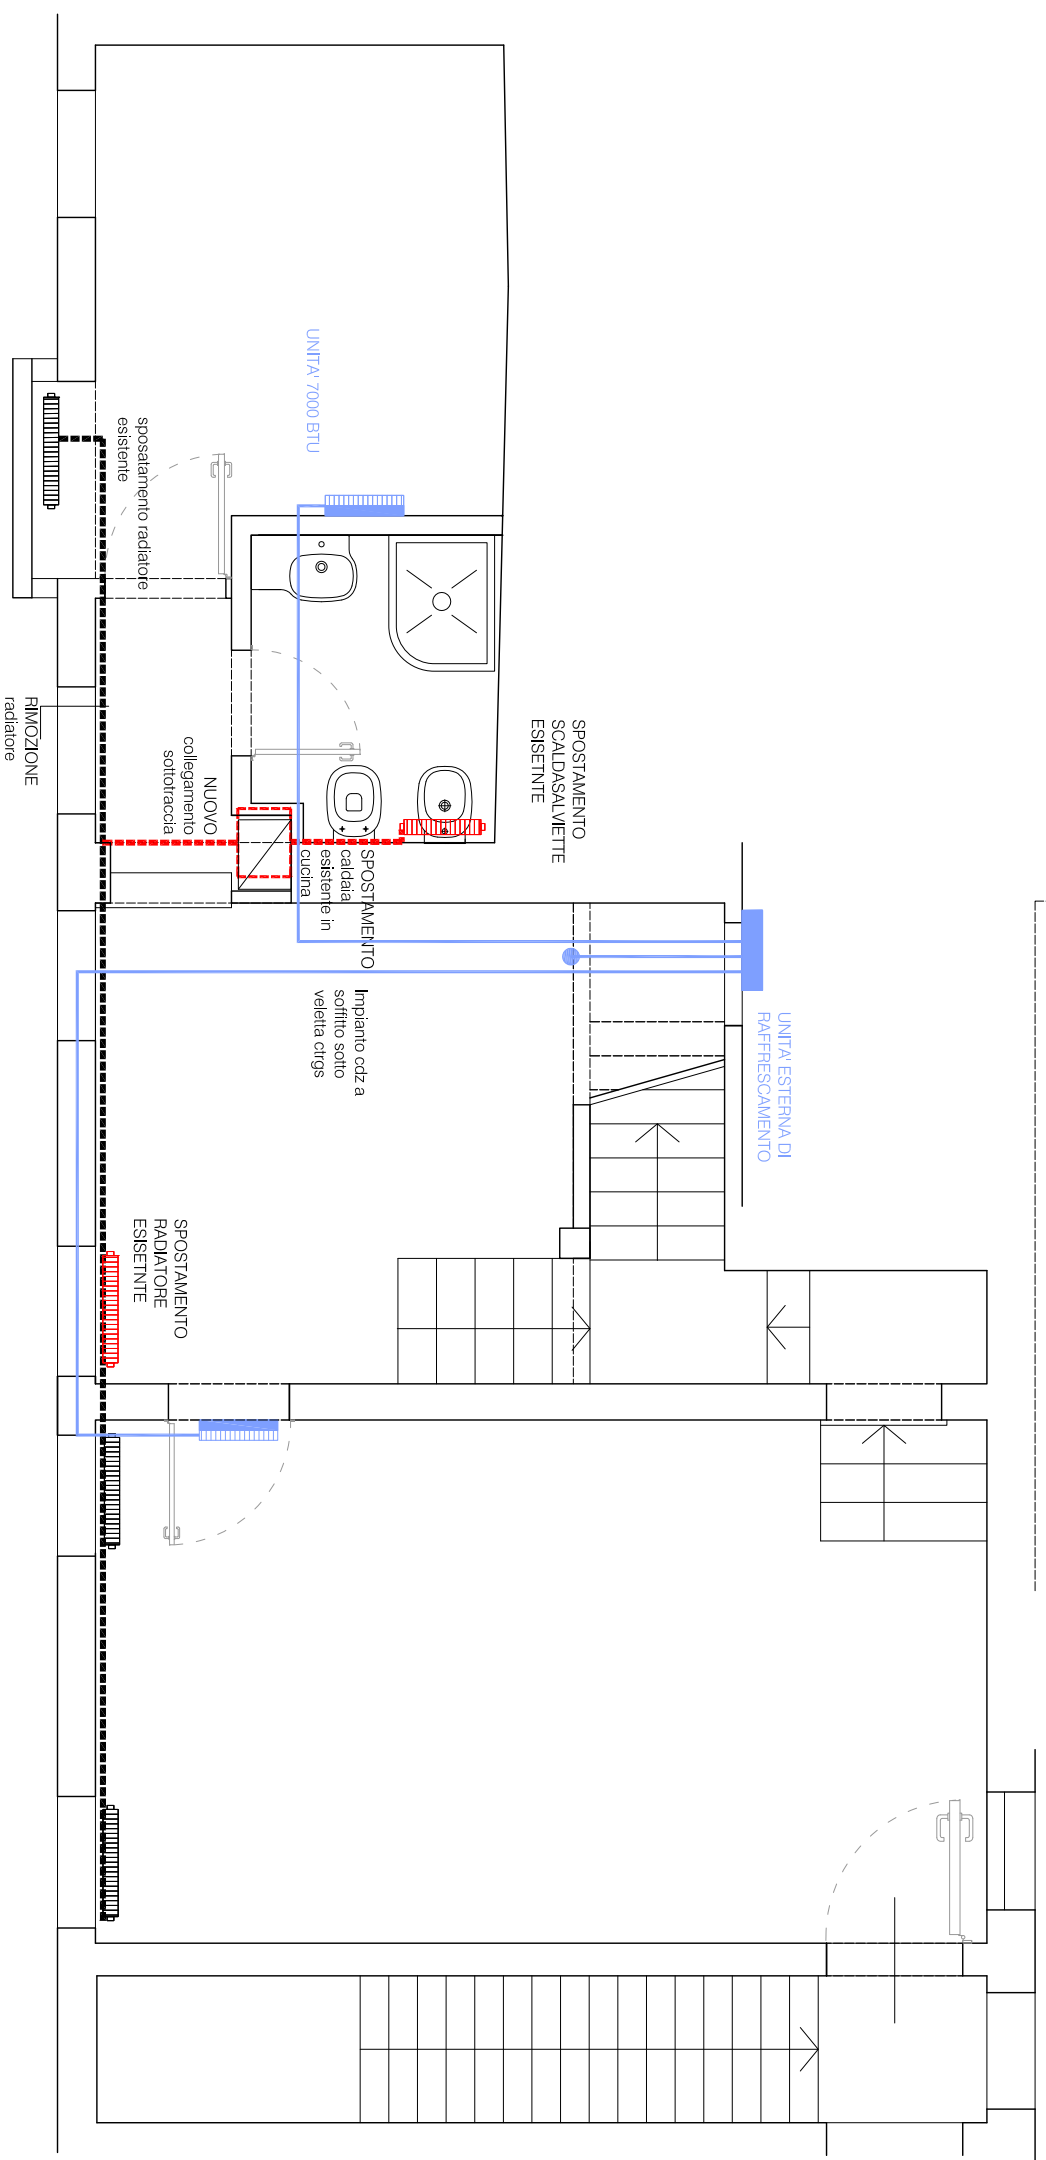 UNITA' 7000 BTU
sposatamento radiatore
esistente
RIMOZIONE
radiatore
NUOVO
collegamento
sottotraccia
SPOSTAMENTO
SCALDASALVIETTE
ESISETNTE
SPOSTAMENTO
caldaia
esistente in
cucina
Impianto cdz a
soffitto sotto
veletta ctrgs
UNITA' ESTERNA DI
RAFFRESCAMENTO
SPOSTAMENTO
RADIATORE
ESISETNTE